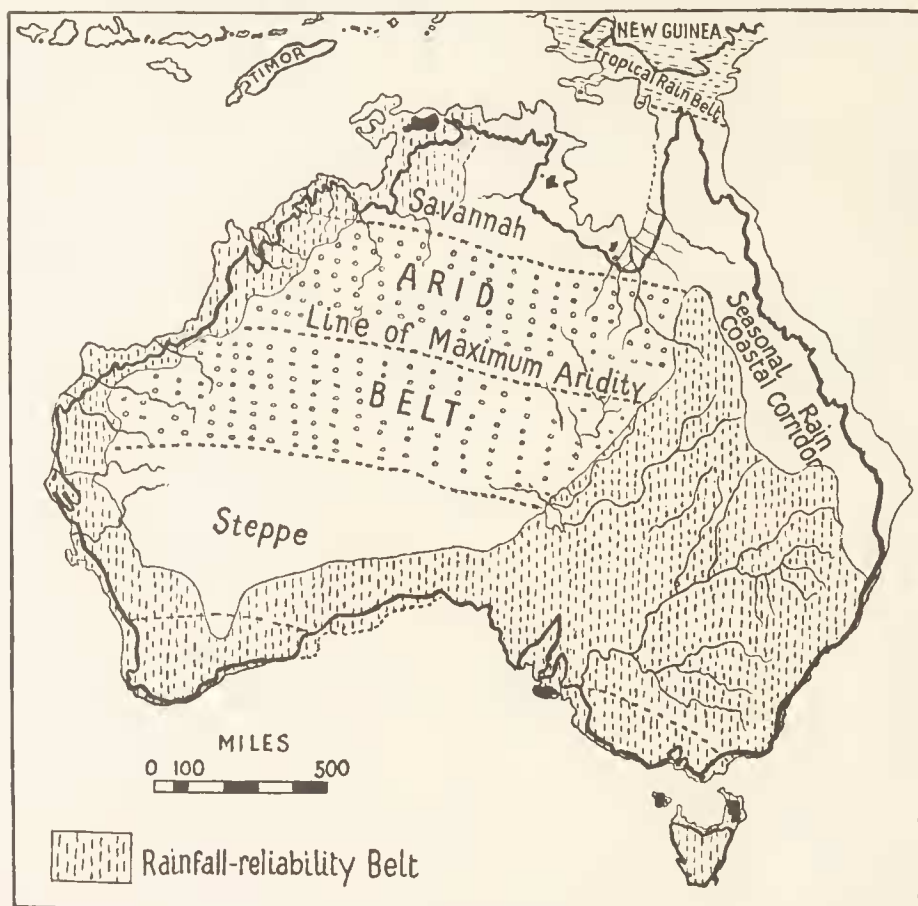 NEW GUINEA
Tropical Rain Belt
TIMOR
Savannah
ARID
Line of Maximum Aridity
BELT
Seasonal Rain
Coastal Corridor
Steppe
MILES
0 100 500
Rainfall-reliability Belt